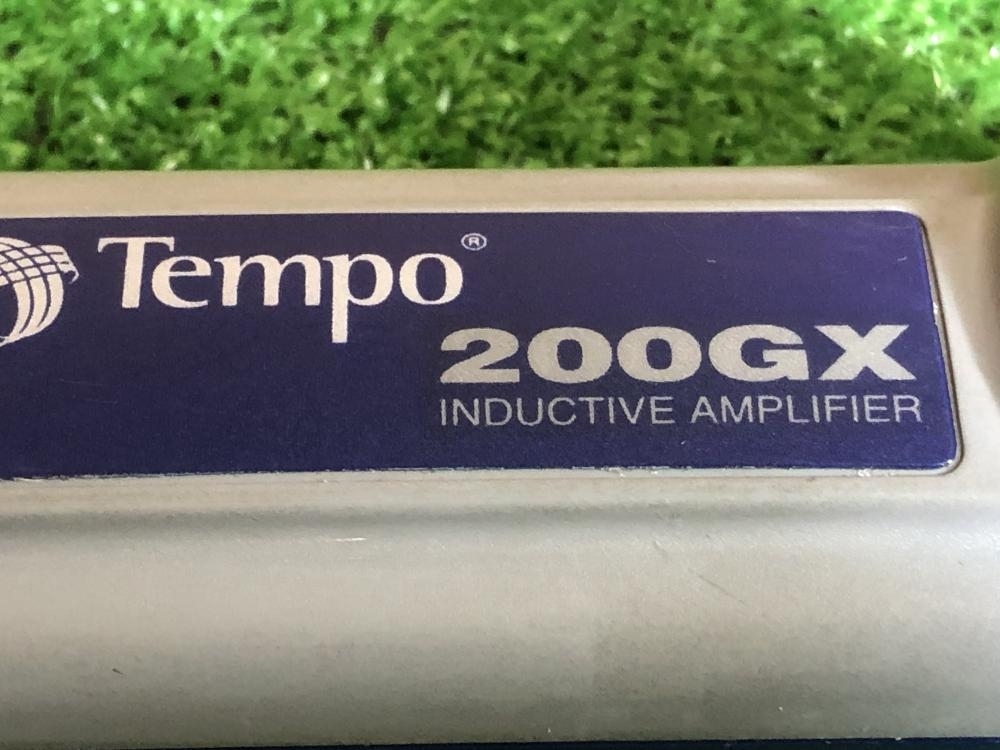 Tempo®
200GX
INDUCTIVE AMPLIFIER